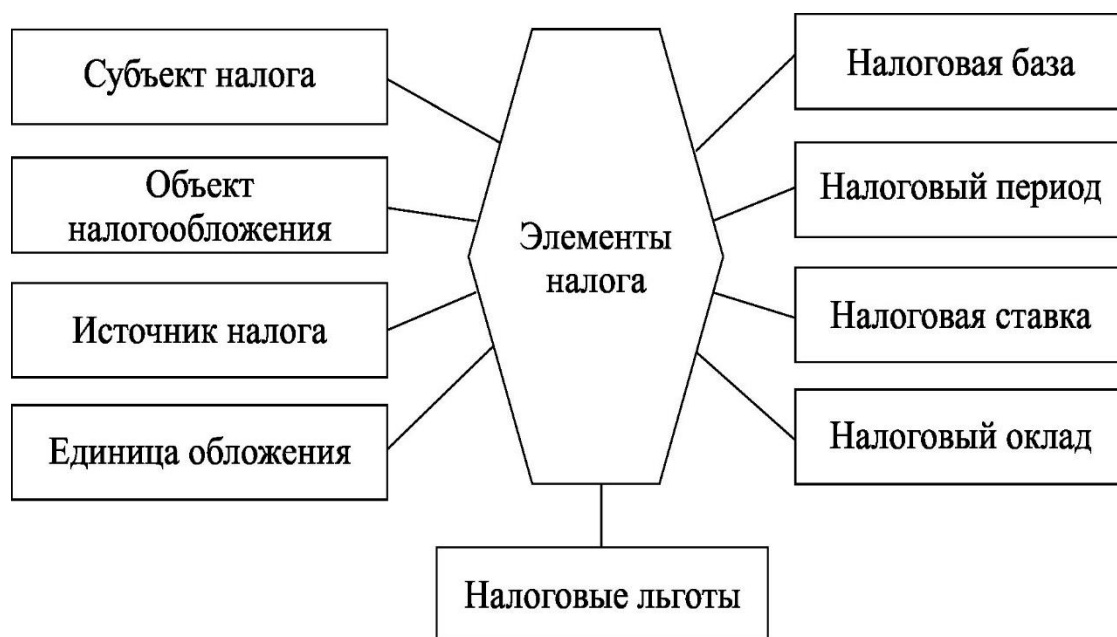 Субъект налога
Объект
налогообложения
Источник налога
Единица обложения
Элементы
налога
Налоговая база
Налоговый период
Налоговая ставка
Налоговый оклад
Налоговые льготы